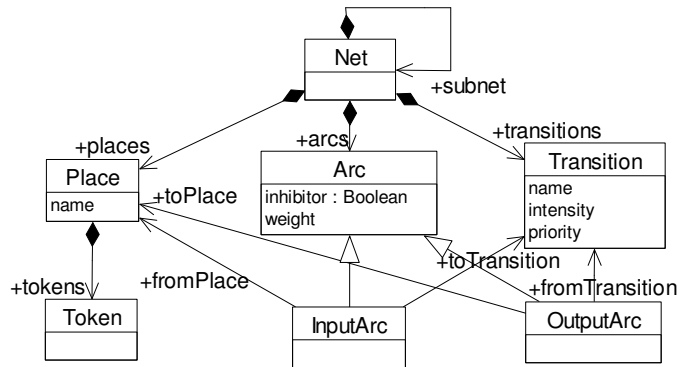 Net
+subnet
+places
+arcs
+transitions
Place
name
+toPlace
Arc
inhibitor : Boolean
weight
Transition
name
intensity
priority
+fromPlace
+toTransition
+tokens
+fromTransition
Token
InputArc
OutputArc